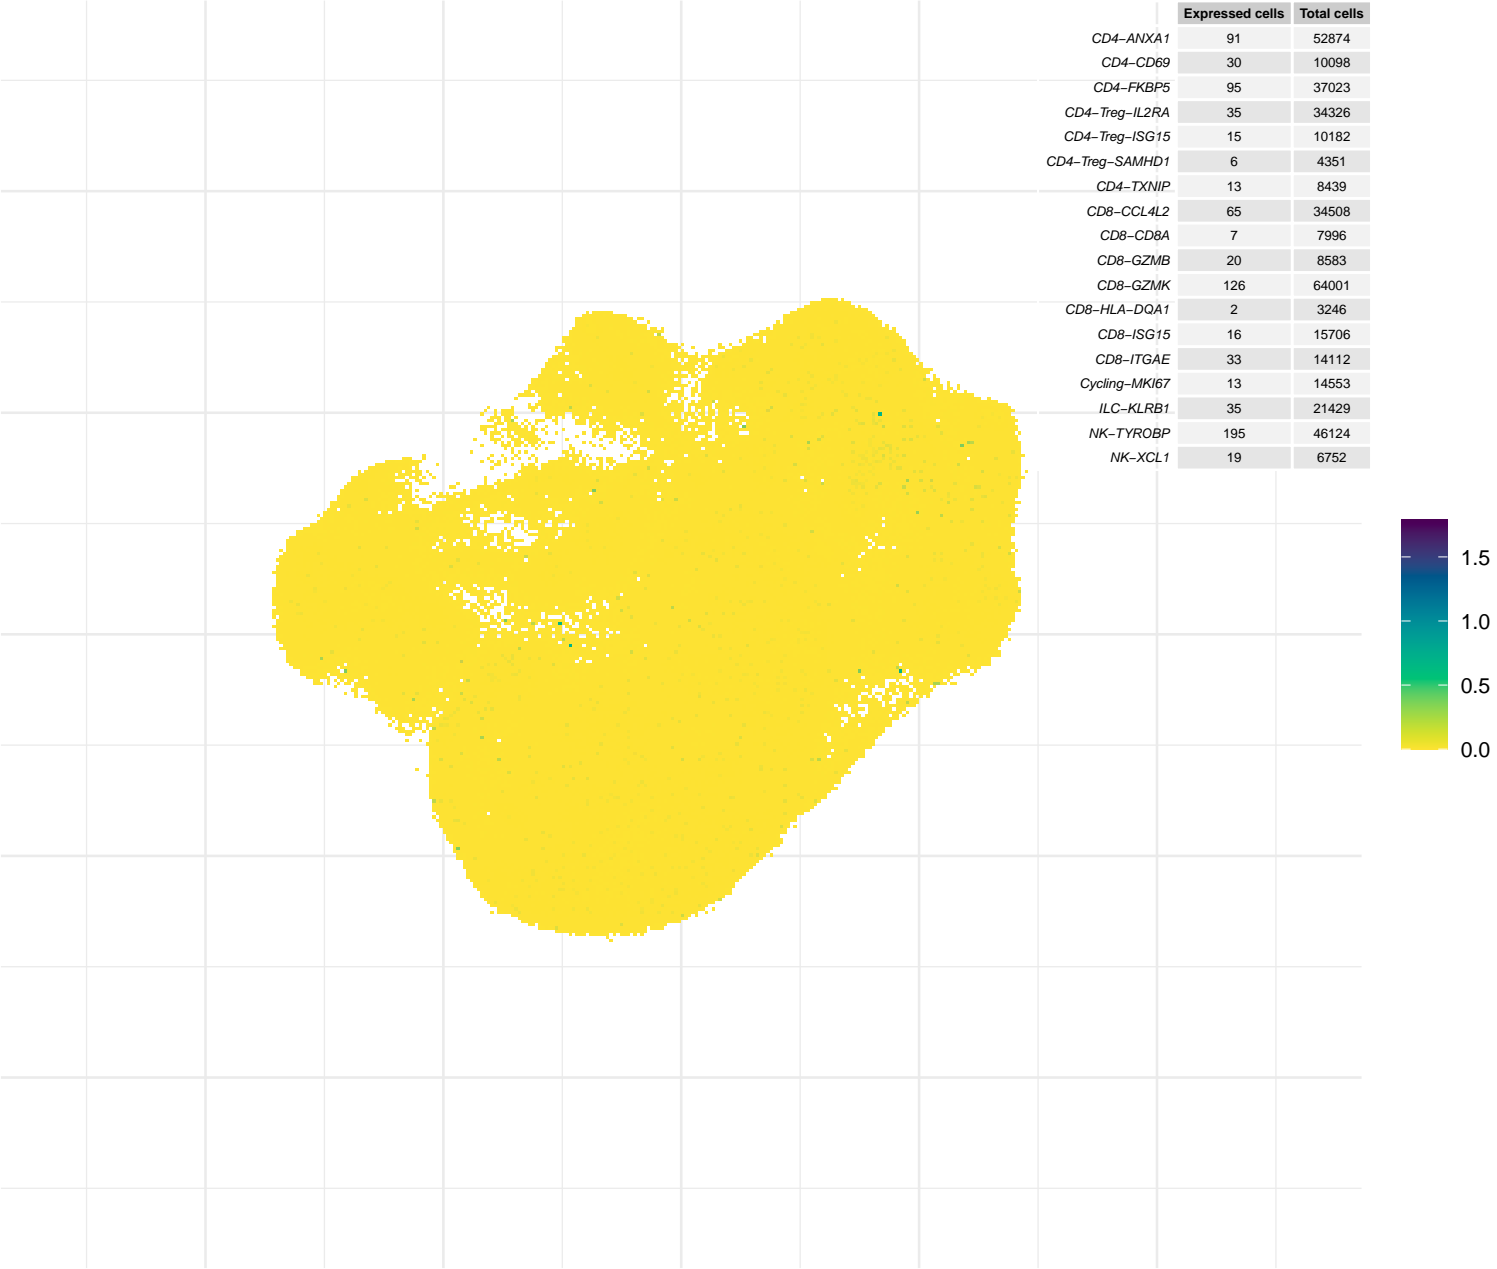 Expressed cells Total cells
CD4−ANXA1 91 52874
CD4−CD69 30 10098
CD4−FKBP5 95 37023
CD4−Treg−IL2RA 35 34326
CD4−Treg−ISG15 15 10182
CD4−Treg−SAMHD1 6 4351
CD4−TXNIP 13 8439
CD8−CCL4L2 65 34508
CD8−CD8A 7 7996
CD8−GZMB 20 8583
CD8−GZMK 126 64001
CD8−HLA−DQA1 2 3246
CD8−ISG15 16 15706
CD8−ITGAE 33 14112
Cycling−MKI67 13 14553
ILC−KLRB1 35 21429
NK−TYROBP 195 46124
NK−XCL1 19 6752
1.5
1.0
0.5
0.0